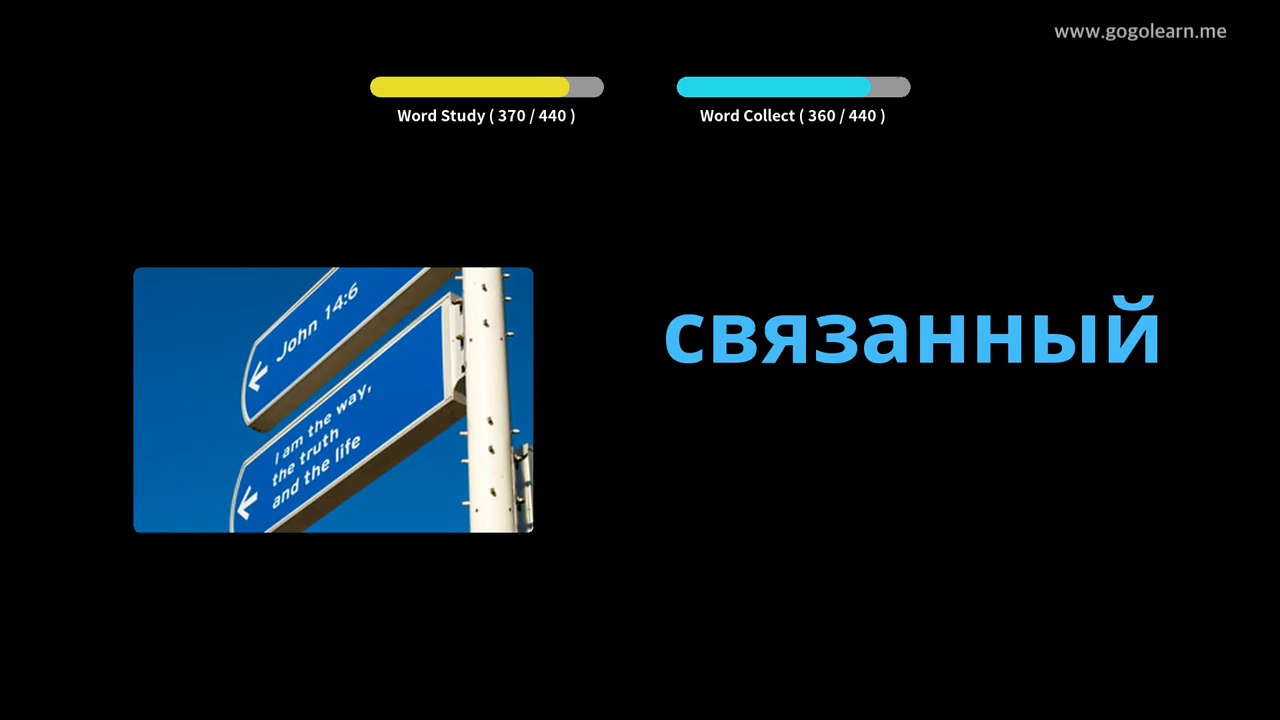 www.gogolearn.me
Word Study ( 370 / 440 )
Word Collect ( 360 / 440 )
John 14:6
I am the way,
the truth
and the life
связанный